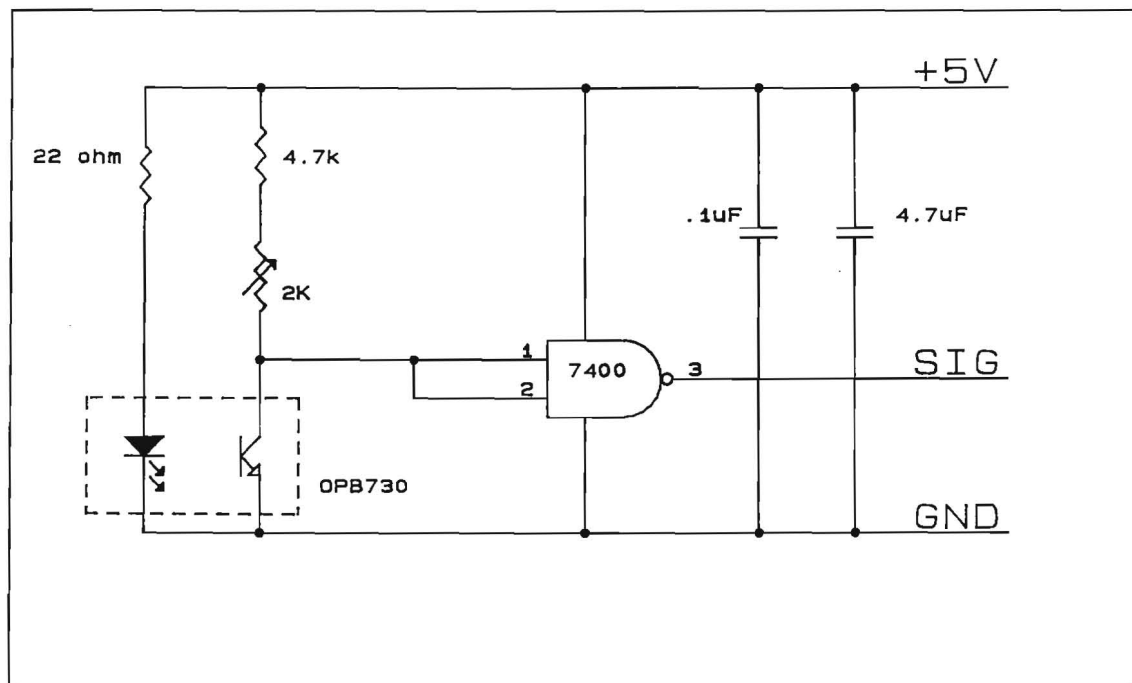 +5V
22 ohm
4.7k
.1uF
4.7uF
2K
1
7400
2
3
SIG
OPB730
GND